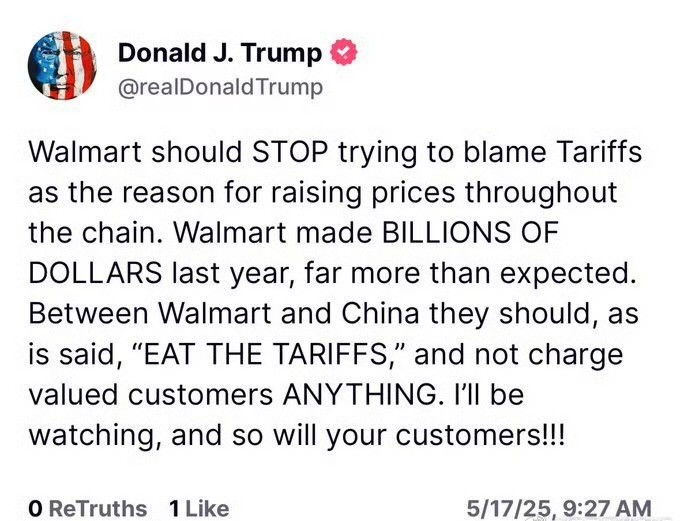 Donald J. Trump
@realDonaldTrump
Walmart should STOP trying to blame Tariffs
as the reason for raising prices throughout
the chain. Walmart made BILLIONS OF
DOLLARS last year, far more than expected.
Between Walmart and China they should, as
is said, “EAT THE TARIFFS,” and not charge
valued customers ANYTHING. I’ll be
watching, and so will your customers!!!
0 ReTruths 1 Like 5/17/25, 9:27 AM